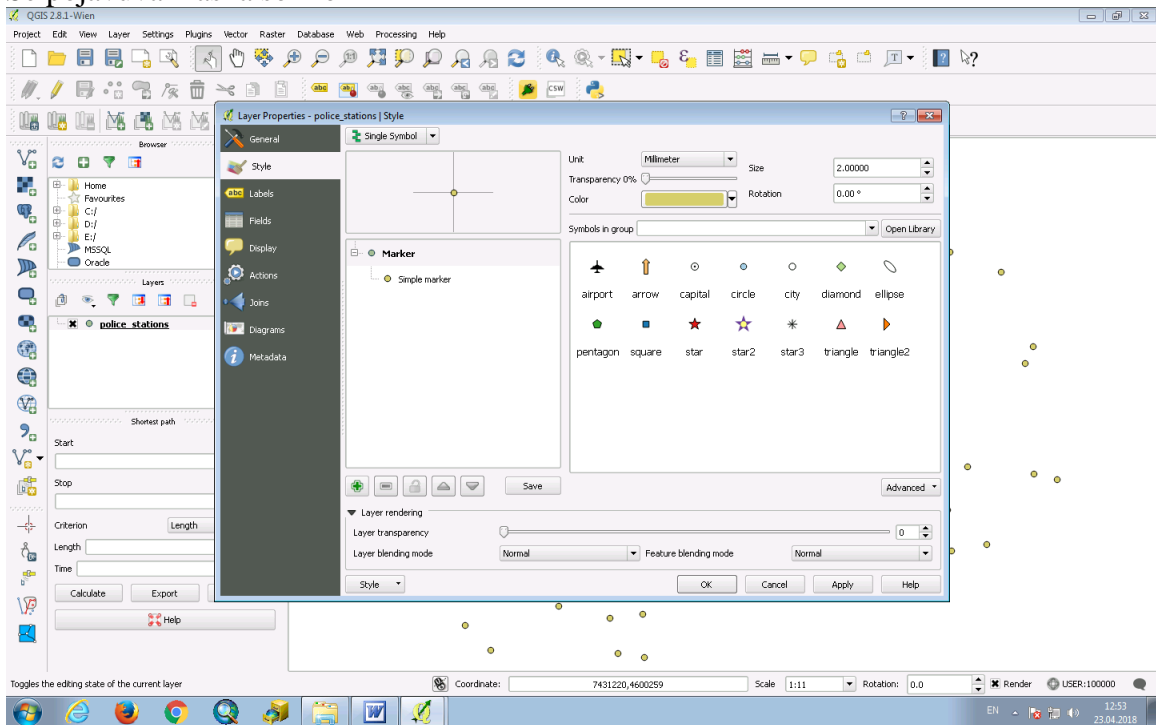 QGIS 2.8.1-Wien
Project Edit View Layer Settings Plugins Vector Raster Database Web Processing Help
Layer Properties - police_stations | Style
Browser
Home
Favourites
C:/
D:/
E:/
MSSQL
Oracle
Layers
police_stations
Shortest path
Start
Stop
Criterion Length
Length
Time
Calculate Export
Help
General
Style
Labels
Fields
Display
Actions
Joins
Diagrams
Metadata
Single Symbol
Unit Millimeter Size 2.00000
Transparency 0%
Color Rotation 0.00 °
Symbols in group Open Library
Marker
Simple marker
airport arrow capital circle city diamond ellipse
pentagon square star star2 star3 triangle triangle2
Save Advanced
Layer rendering
Layer transparency 0
Layer blending mode Normal Feature blending mode Normal
Style OK Cancel Apply Help
Toggles the editing state of the current layer Coordinate: 7431220,4600259 Scale 1:11 Rotation: 0.0 Render USER:100000
EN 12:53
23.04.2018